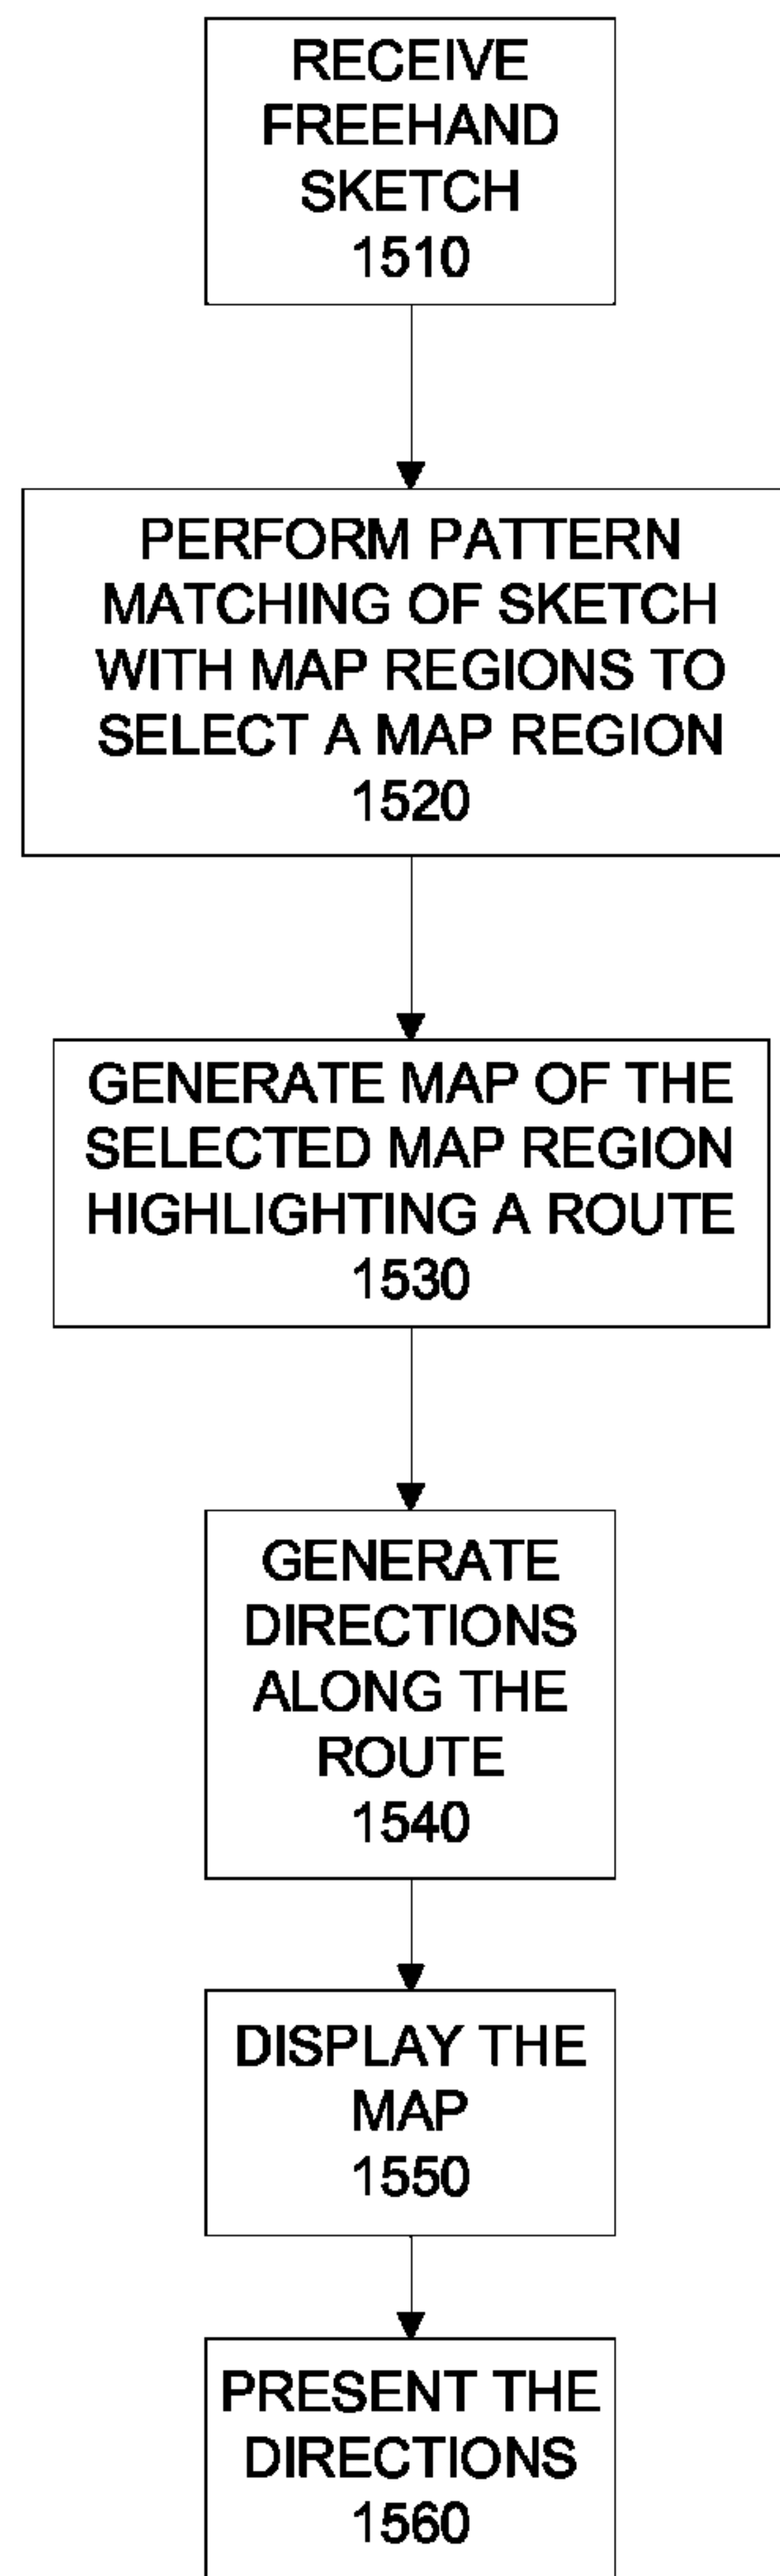 RECEIVE
FREEHAND
SKETCH
1510
PERFORM PATTERN
MATCHING OF SKETCH
WITH MAP REGIONS TO
SELECT A MAP REGION
1520
GENERATE MAP OF THE
SELECTED MAP REGION
HIGHLIGHTING A ROUTE
1530
GENERATE
DIRECTIONS
ALONG THE
ROUTE
1540
DISPLAY THE
MAP
1550
PRESENT THE
DIRECTIONS
1560